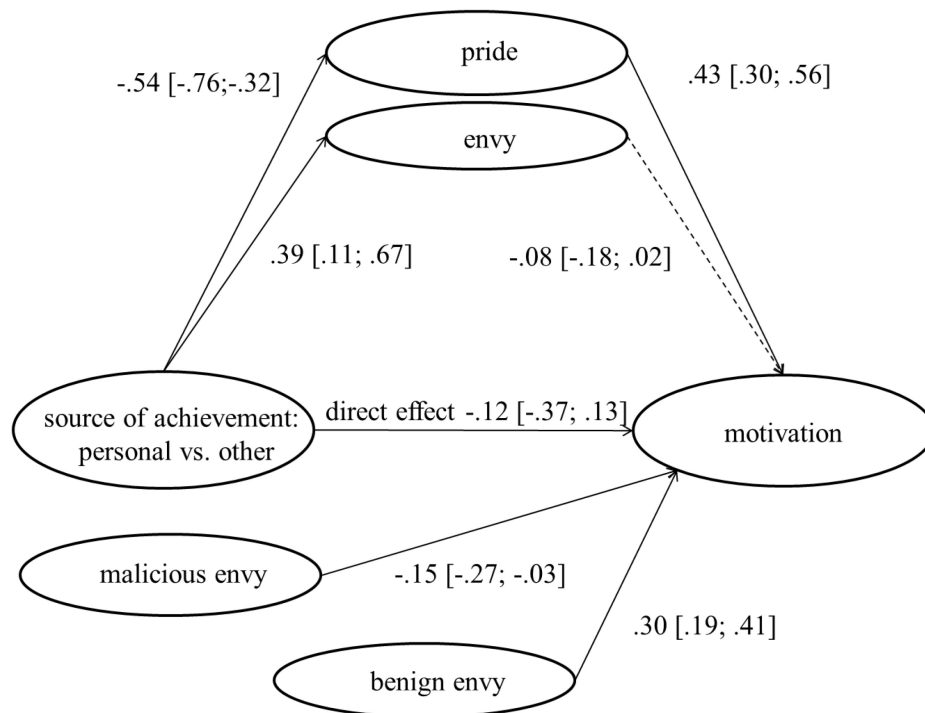 pride
-.54 [-.76;-.32]
.43 [.30; .56]
envy
.39 [.11; .67]
-.08 [-.18; .02]
source of achievement:
personal vs. other
direct effect -.12 [-.37; .13]
motivation
malicious envy
-.15 [-.27; -.03]
.30 [.19; .41]
benign envy